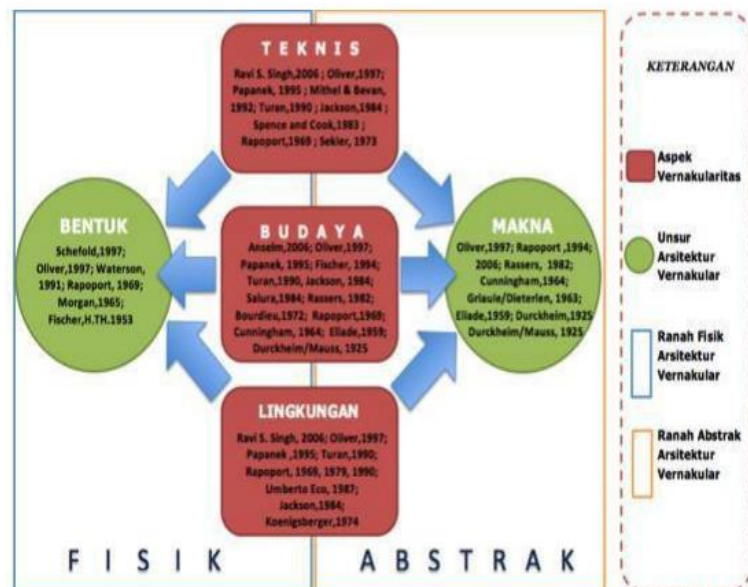 T E K N I S
Ravi S. Singh,2006 ; Oliver,1997;
Papanek, 1995 ; Mithel & Bevan,
1992; Turan,1990 ; Jackson,1984 ;
Spence and Cook,1983 ;
Rapoport,1969 ; Sekler, 1973
BENTUK
Schefold,1997;
Oliver,1997; Waterson,
1991; Rapoport, 1969;
Morgan,1965;
Fischer,H.TH.1953
B U D A Y A
Anselm,2006; Oliver,1997;
Papanek, 1995; Fischer, 1994;
Turan,1990, Jackson, 1984;
Salura,1984; Rassers, 1982;
Bourdieu,1972; Rapoport,1969;
Cunningham, 1964; Eliade,1959;
Durckheim/Mauss, 1925
MAKNA
Oliver,1997; Rapoport ,1994;
2006; Rassers, 1982;
Cunningham,1964;
Griaule/Dieterlen, 1963;
Eliade,1959; Durckheim,1925
Durckheim/Mauss, 1925
LINGKUNGAN
Ravi S. Singh, 2006; Oliver,1997;
Papanek ,1995; Turan,1990;
Rapoport, 1969, 1979, 1990;
Umberto Eco, 1987;
Jackson,1984;
Koenigsberger,1974
F I S I K
A B S T R A K
KETERANGAN
Aspek
Vernakularitas
Unsur
Arsitektur
Vernakular
Ranah Fisik
Arsitektur
Vernakular
Ranah Abstrak
Arsitektur
Vernakular